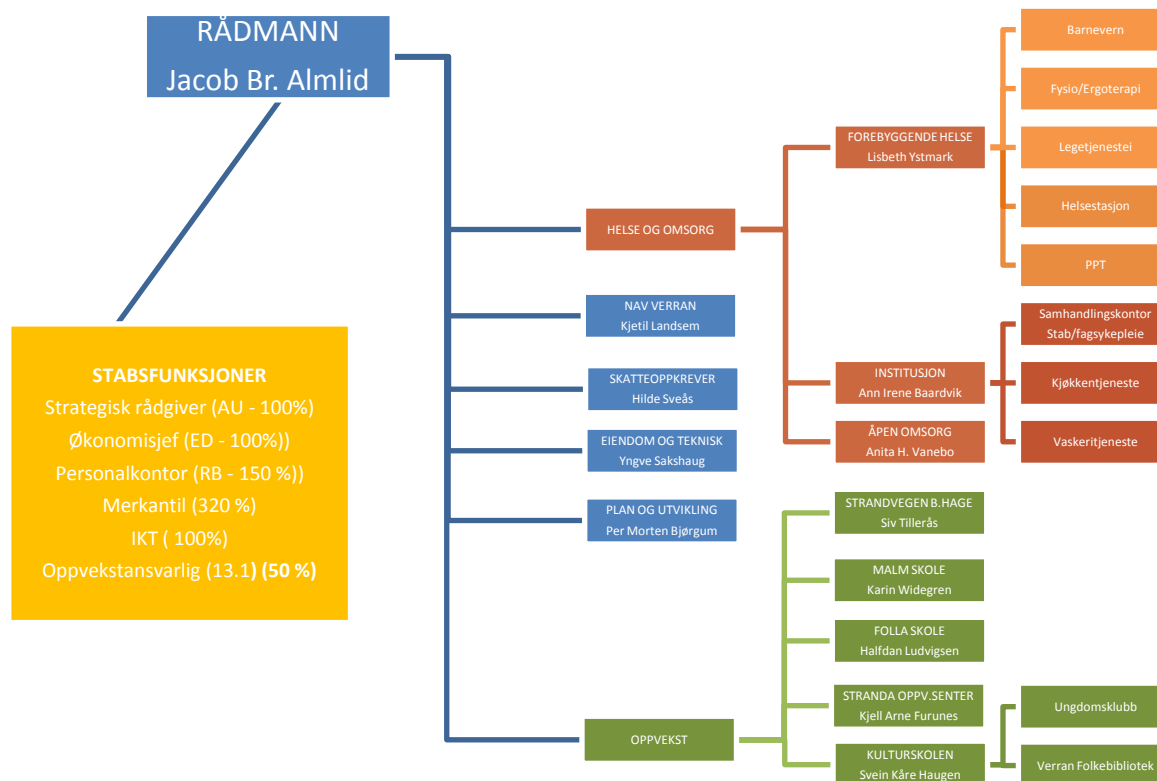 RÅDMANN
Jacob Br. Almlid
STABSFUNKSJONER
Strategisk rådgiver (AU - 100%)
Økonomisjef (ED - 100%))
Personalkontor (RB - 150 %))
Merkantil (320 %)
IKT ( 100%)
Oppvekstansvarlig (13.1) (50 %)
HELSE OG OMSORG
NAV VERRAN
Kjetil Landsem
SKATTEOPPKREVER
Hilde Sveås
EIENDOM OG TEKNISK
Yngve Sakshaug
PLAN OG UTVIKLING
Per Morten Bjørgum
OPPVEKST
FOREBYGGENDE HELSE
Lisbeth Ystmark
INSTITUSJON
Ann Irene Baardvik
ÅPEN OMSORG
Anita H. Vanebo
STRANDVEGEN B.HAGE
Siv Tillerås
MALM SKOLE
Karin Widegren
FOLLA SKOLE
Halfdan Ludvigsen
STRANDA OPPV.SENTER
Kjell Arne Furunes
KULTURSKOLEN
Svein Kåre Haugen
Barnevern
Fysio/Ergoterapi
Legetjenestei
Helsestasjon
PPT
Samhandlingskontor
Stab/fagsykepleie
Kjøkkentjeneste
Vaskeritjeneste
Ungdomsklubb
Verran Folkebibliotek